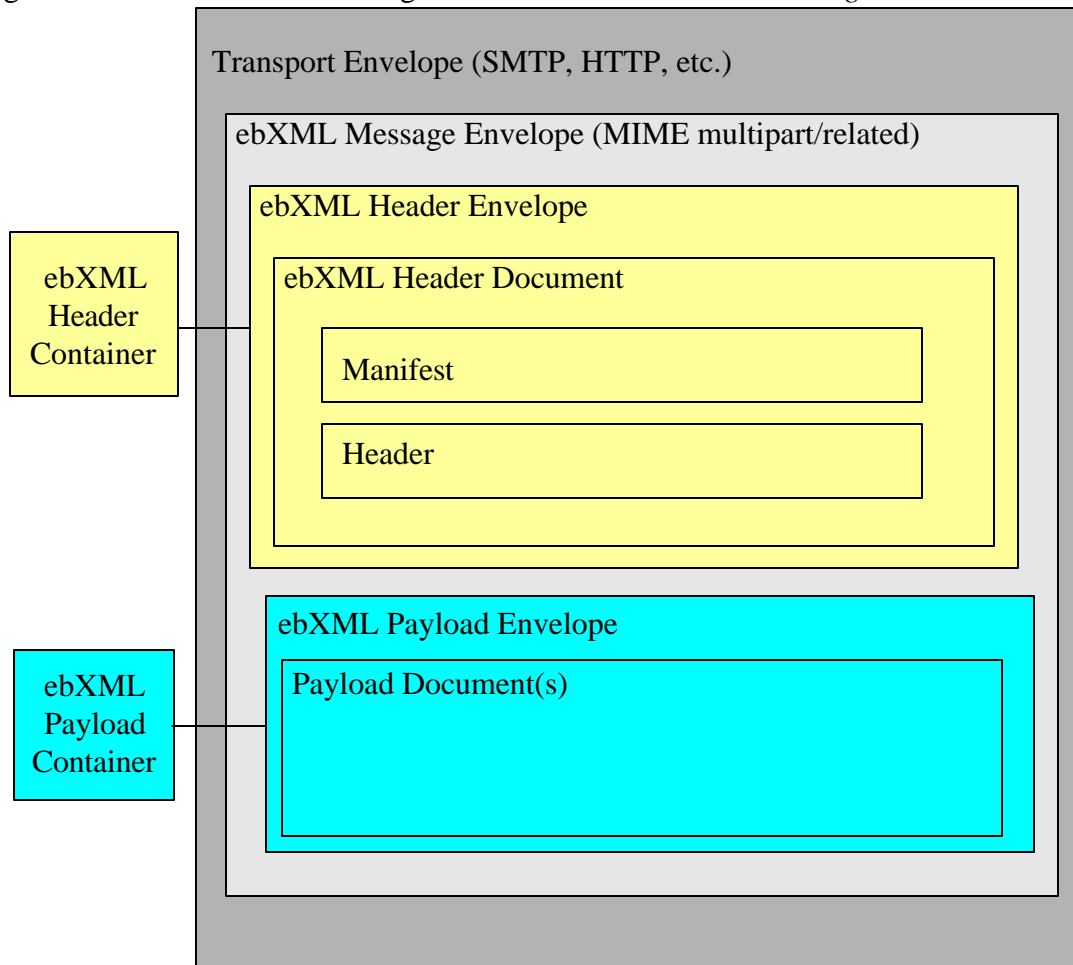 Transport Envelope (SMTP, HTTP, etc.)
ebXML Message Envelope (MIME multipart/related)
ebXML Header Envelope
ebXML Header Document
Manifest
Header
ebXML
Header
Container
ebXML Payload Envelope
Payload Document(s)
ebXML
Payload
Container